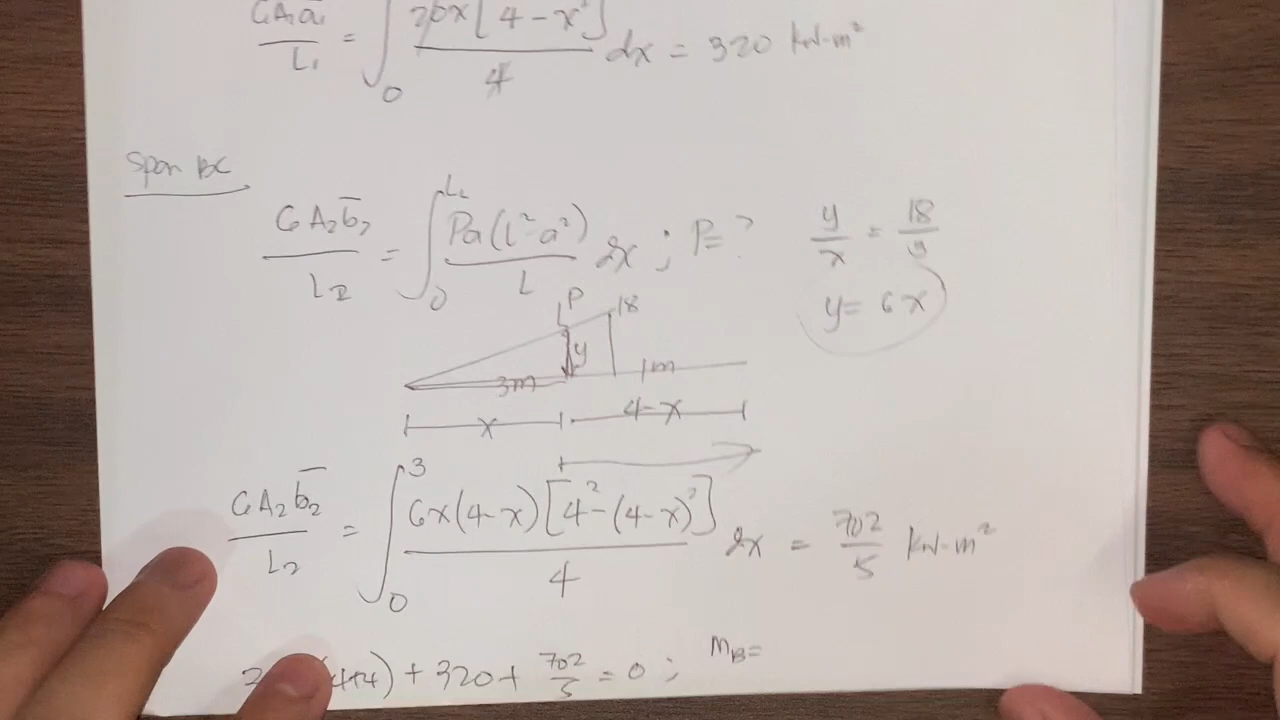 6A₁a̅₁/L₁ = ∫₀ 20x[4-x²]/4 dx = 320 kN-m²
Span BC
6A₂b̅₂/L₂ = ∫₀^L₂ Pa(l²-a²)/L dx ; P=? y/x = 18/3
y= 6x
P 18
y
3m 1m
x 4-x
6A₂b̅₂/L₂ = ∫₀³ 6x(4-x)[4²-(4-x)²]/4 dx = 702/5 kN-m²
2 (4+4) + 320 + 702/5 = 0 ; M_B=